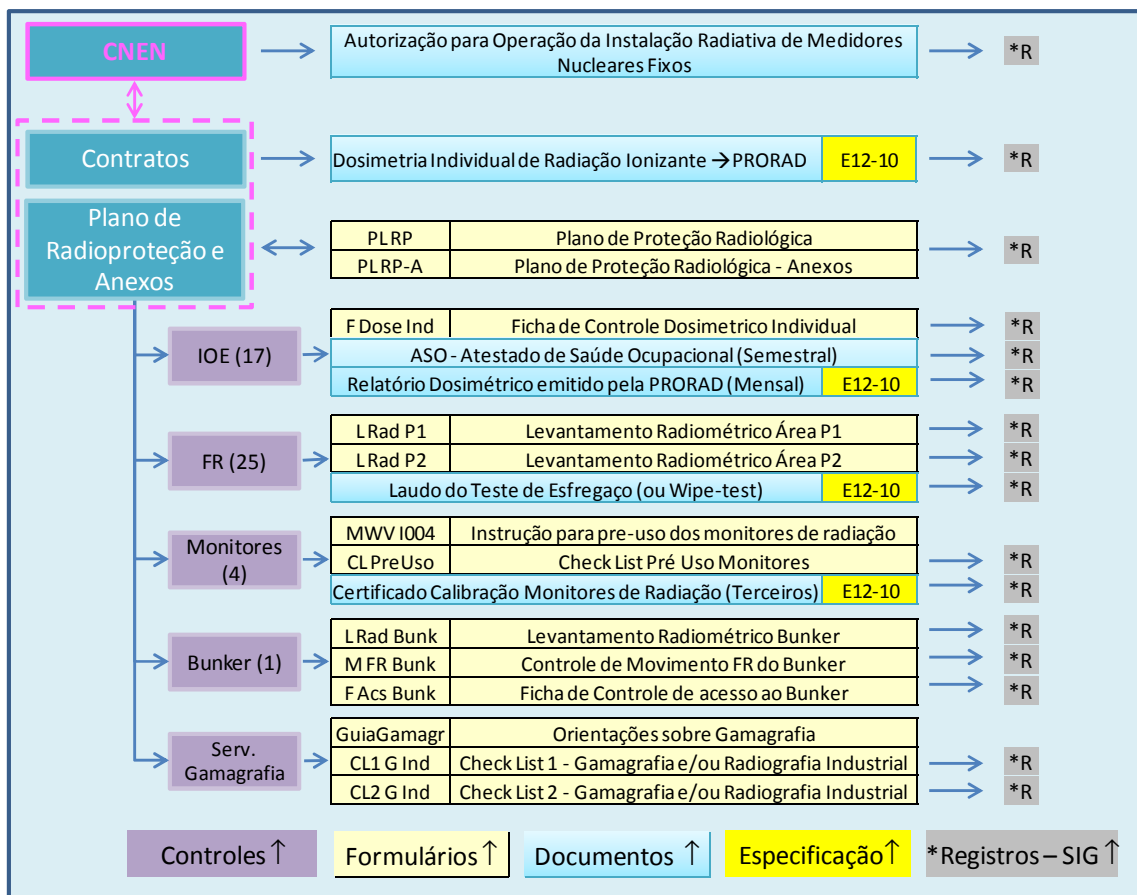 CNEN
Autorização para Operação da Instalação Radiativa de Medidores
Nucleares Fixos
*R
Contratos
Dosimetria Individual de Radiação Ionizante →PRORAD
E12-10
*R
Plano de
Radioproteção e
Anexos
PLRP
Plano de Proteção Radiológica
PLRP-A
Plano de Proteção Radiológica - Anexos
*R
IOE (17)
F Dose Ind
Ficha de Controle Dosimetrico Individual
*R
ASO - Atestado de Saúde Ocupacional (Semestral)
*R
Relatório Dosimétrico emitido pela PRORAD (Mensal)
E12-10
*R
FR (25)
L Rad P1
Levantamento Radiométrico Área P1
*R
L Rad P2
Levantamento Radiométrico Área P2
*R
Laudo do Teste de Esfregaço (ou Wipe-test)
E12-10
*R
Monitores
(4)
MWV I004
Instrução para pre-uso dos monitores de radiação
CL PreUso
Check List Pré Uso Monitores
*R
Certificado Calibração Monitores de Radiação (Terceiros)
E12-10
*R
Bunker (1)
L Rad Bunk
Levantamento Radiométrico Bunker
*R
M FR Bunk
Controle de Movimento FR do Bunker
*R
F Acs Bunk
Ficha de Controle de acesso ao Bunker
*R
Serv.
Gamagrafia
GuiaGamagr
Orientações sobre Gamagrafia
CL1 G Ind
Check List 1 - Gamagrafia e/ou Radiografia Industrial
*R
CL2 G Ind
Check List 2 - Gamagrafia e/ou Radiografia Industrial
*R
Controles ↑
Formulários ↑
Documentos ↑
Especificação ↑
*Registros – SIG ↑